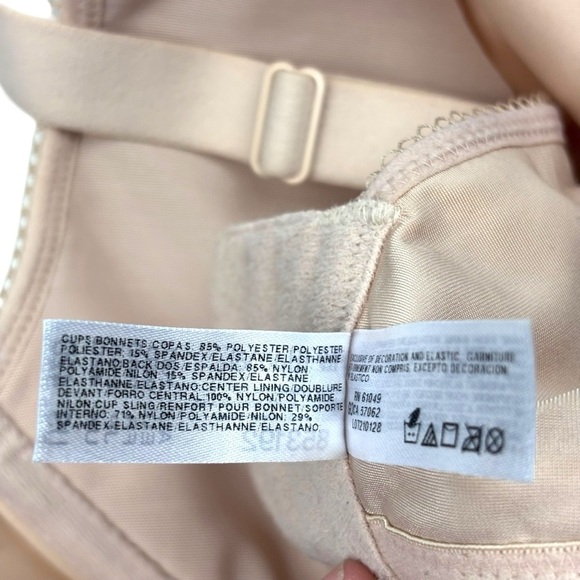 CUPS/BONNETS/COPAS: 85% POLYESTER/POLYESTER
POLIESTER: 15% SPANDEX/ELASTANE/ELASTHANNE
ELASTANO:BACK/DOS/ESPALDA: 85% NYLON
POLYAMIDE/NILON: 15% SPANDEX/ELASTANE
ELASTHANNE/ELASTANO:CENTER LINING/DOUBLURE
DEVANT/FORRO CENTRAL:100% NYLON/POLYAMIDE
NILON:CUP SLING/RENFORT POUR BONNET/SOPORTE
INTERNO: 71% NYLON/POLYAMIDE/NILON: 29%
SPANDEX/ELASTANE/ELASTHANNE/ELASTANO
EXCLUSIVE OF DECORATION AND ELASTIC. GARNITURE
NON COMPRIS. EXCEPTO DECORACION
ELASTICO
RN 61049
CA 57062
LOT210128